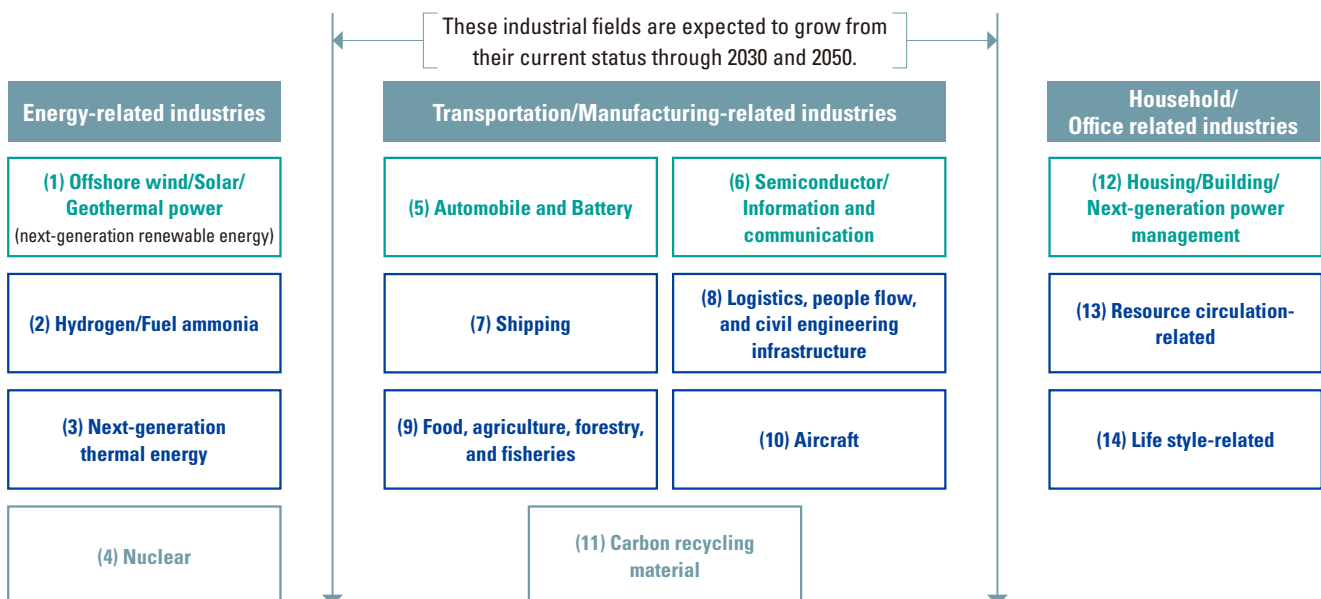 These industrial fields are expected to grow from
their current status through 2030 and 2050.
Energy-related industries
Transportation/Manufacturing-related industries
Household/
Office related industries
(1) Offshore wind/Solar/
Geothermal power
(next-generation renewable energy)
(5) Automobile and Battery
(6) Semiconductor/
Information and
communication
(12) Housing/Building/
Next-generation power
management
(2) Hydrogen/Fuel ammonia
(7) Shipping
(8) Logistics, people flow,
and civil engineering
infrastructure
(13) Resource circulation-
related
(3) Next-generation
thermal energy
(9) Food, agriculture, forestry,
and fisheries
(10) Aircraft
(14) Life style-related
(4) Nuclear
(11) Carbon recycling
material